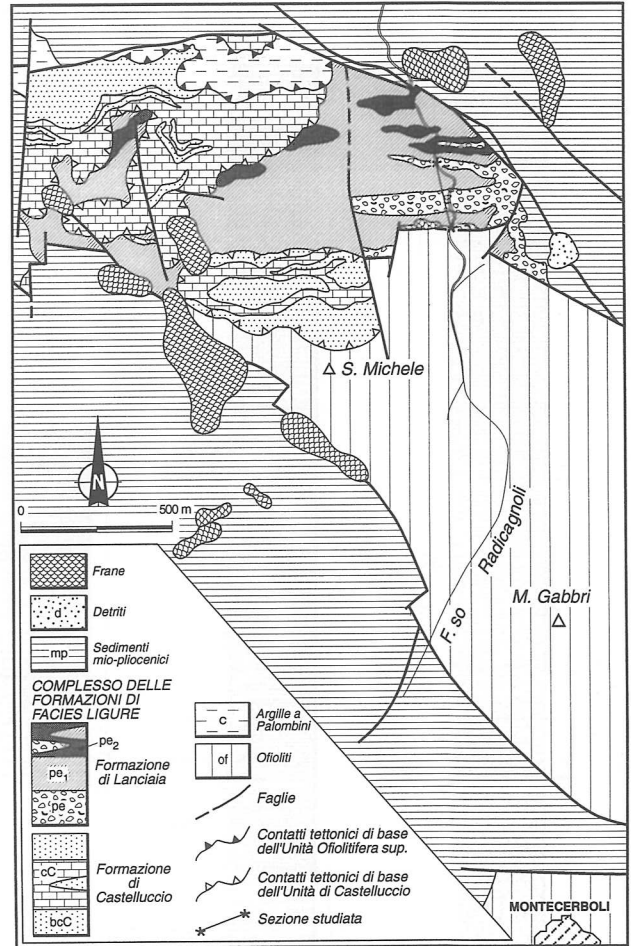 △ S. Michele
N
0 500 m
F. so Radicagnoli
M. Gabbri
△
Frane
d Detriti
mp Sedimenti
mio-pliocenici
COMPLESSO DELLE
FORMAZIONI DI
FACIES LIGURE
pe2
pe1 Formazione
di Lanciaia
pe
cC Formazione
di
Castelluccio
bcC
c Argille a
Palombini
of Ofioliti
Faglie
Contatti tettonici di base
dell'Unità Ofiolitifera sup.
Contatti tettonici di base
dell'Unità di Castelluccio
Sezione studiata
MONTECERBOLI